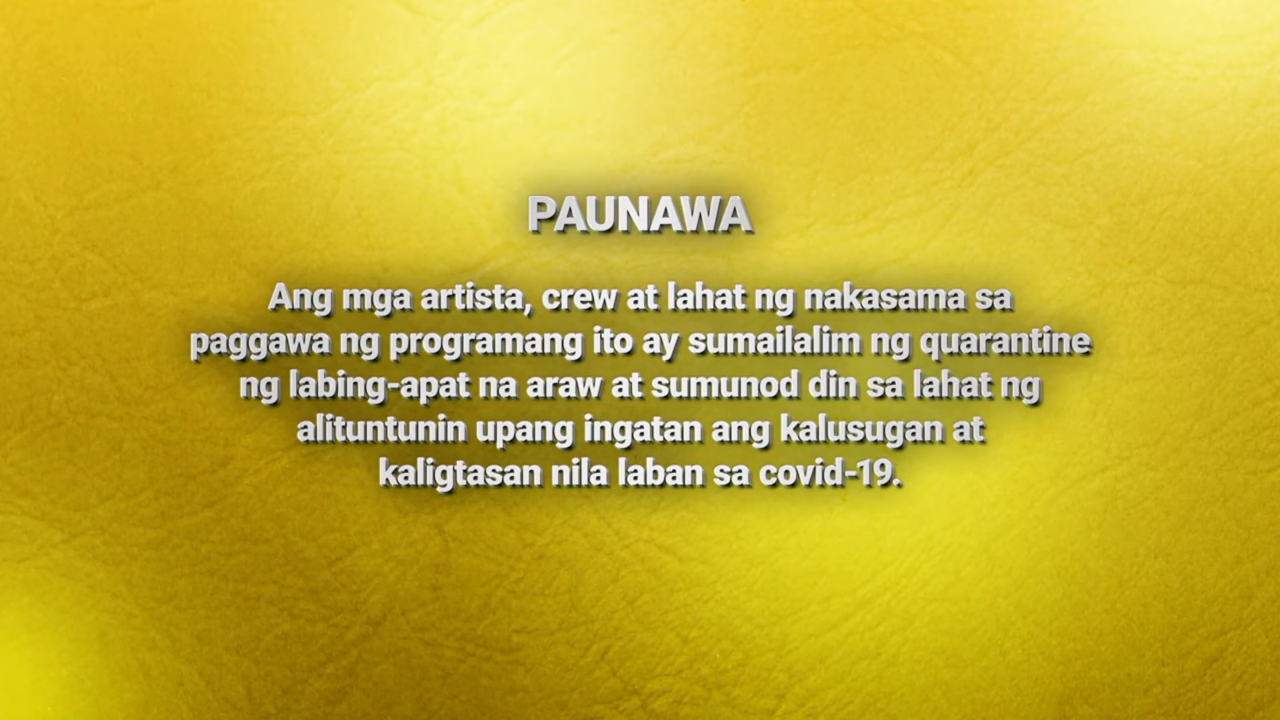 PAUNAWA
Ang mga artista, crew at lahat ng nakasama sa
paggawa ng programang ito ay sumailalim ng quarantine
ng labing-apat na araw at sumunod din sa lahat ng
alituntunin upang ingatan ang kalusugan at
kaligtasan nila laban sa covid-19.